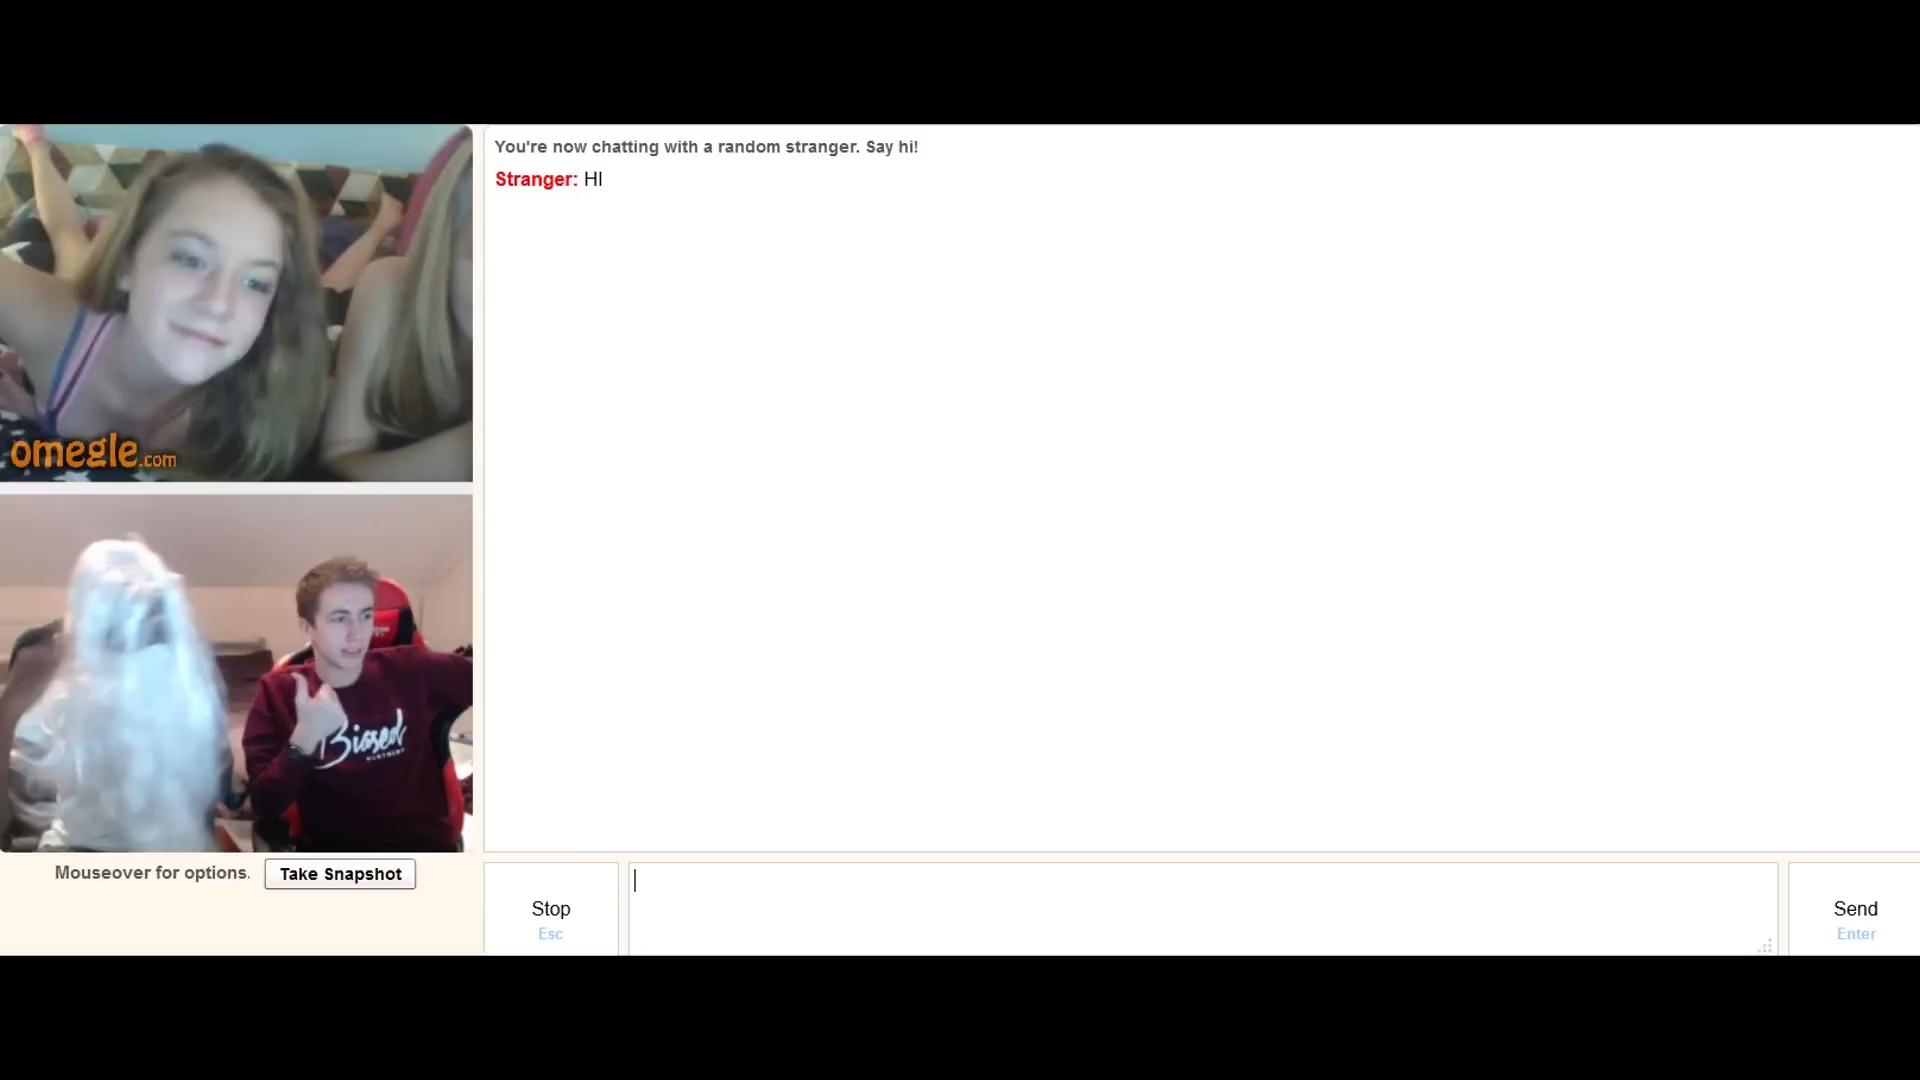 You're now chatting with a random stranger. Say hi!
Stranger: HI
omegle.com
Biased
Mouseover for options.
Take Snapshot
Stop
Esc
Send
Enter